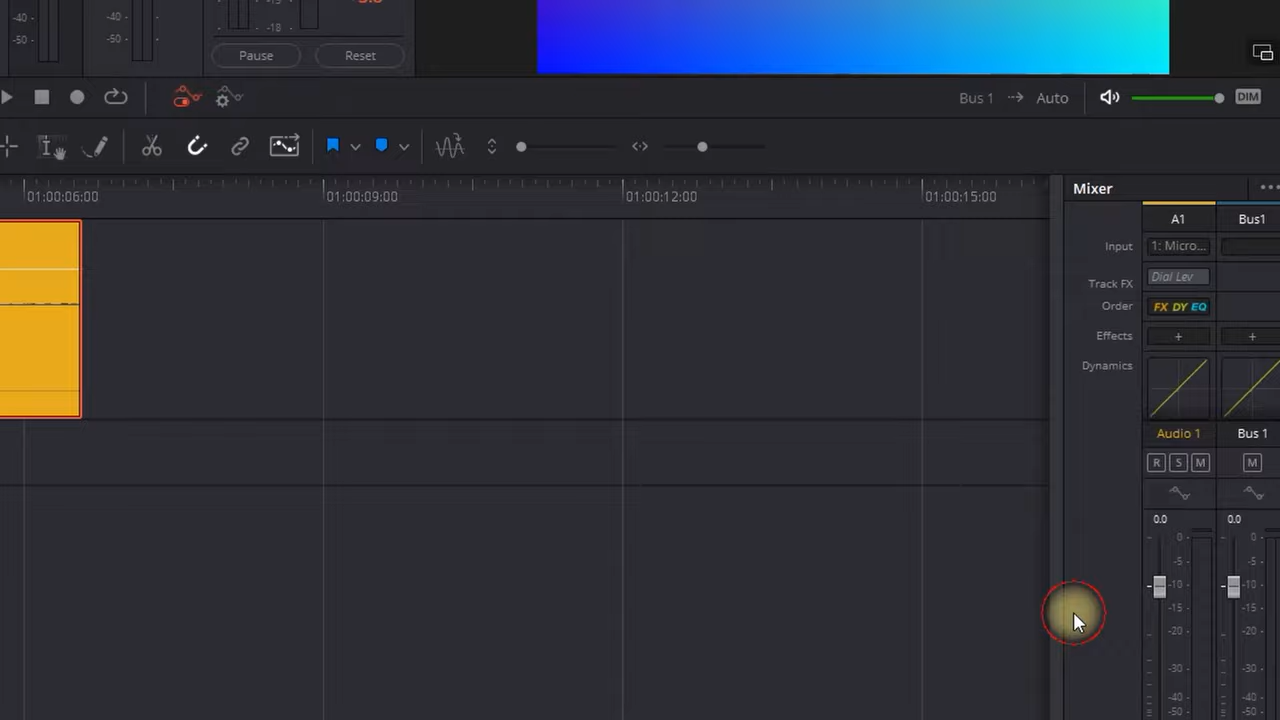 -40 -
-50 -
-40 -
-50 -
-15 -
-18 -
Pause
Reset
Bus 1
Auto
DIM
01:00:06:00
01:00:09:00
01:00:12:00
01:00:15:00
Mixer
A1
Bus1
Input
1: Micro...
Track FX
Dial Lev
Order
FX DY EQ
Effects
+
+
Dynamics
Audio 1
Bus 1
R S M
M
0.0
0.0
0 -
0 -
-5 -
-5 -
-10 -
-10 -
-15 -
-15 -
-20 -
-20 -
-30 -
-30 -
-40 -
-40 -
-50 -
-50 -